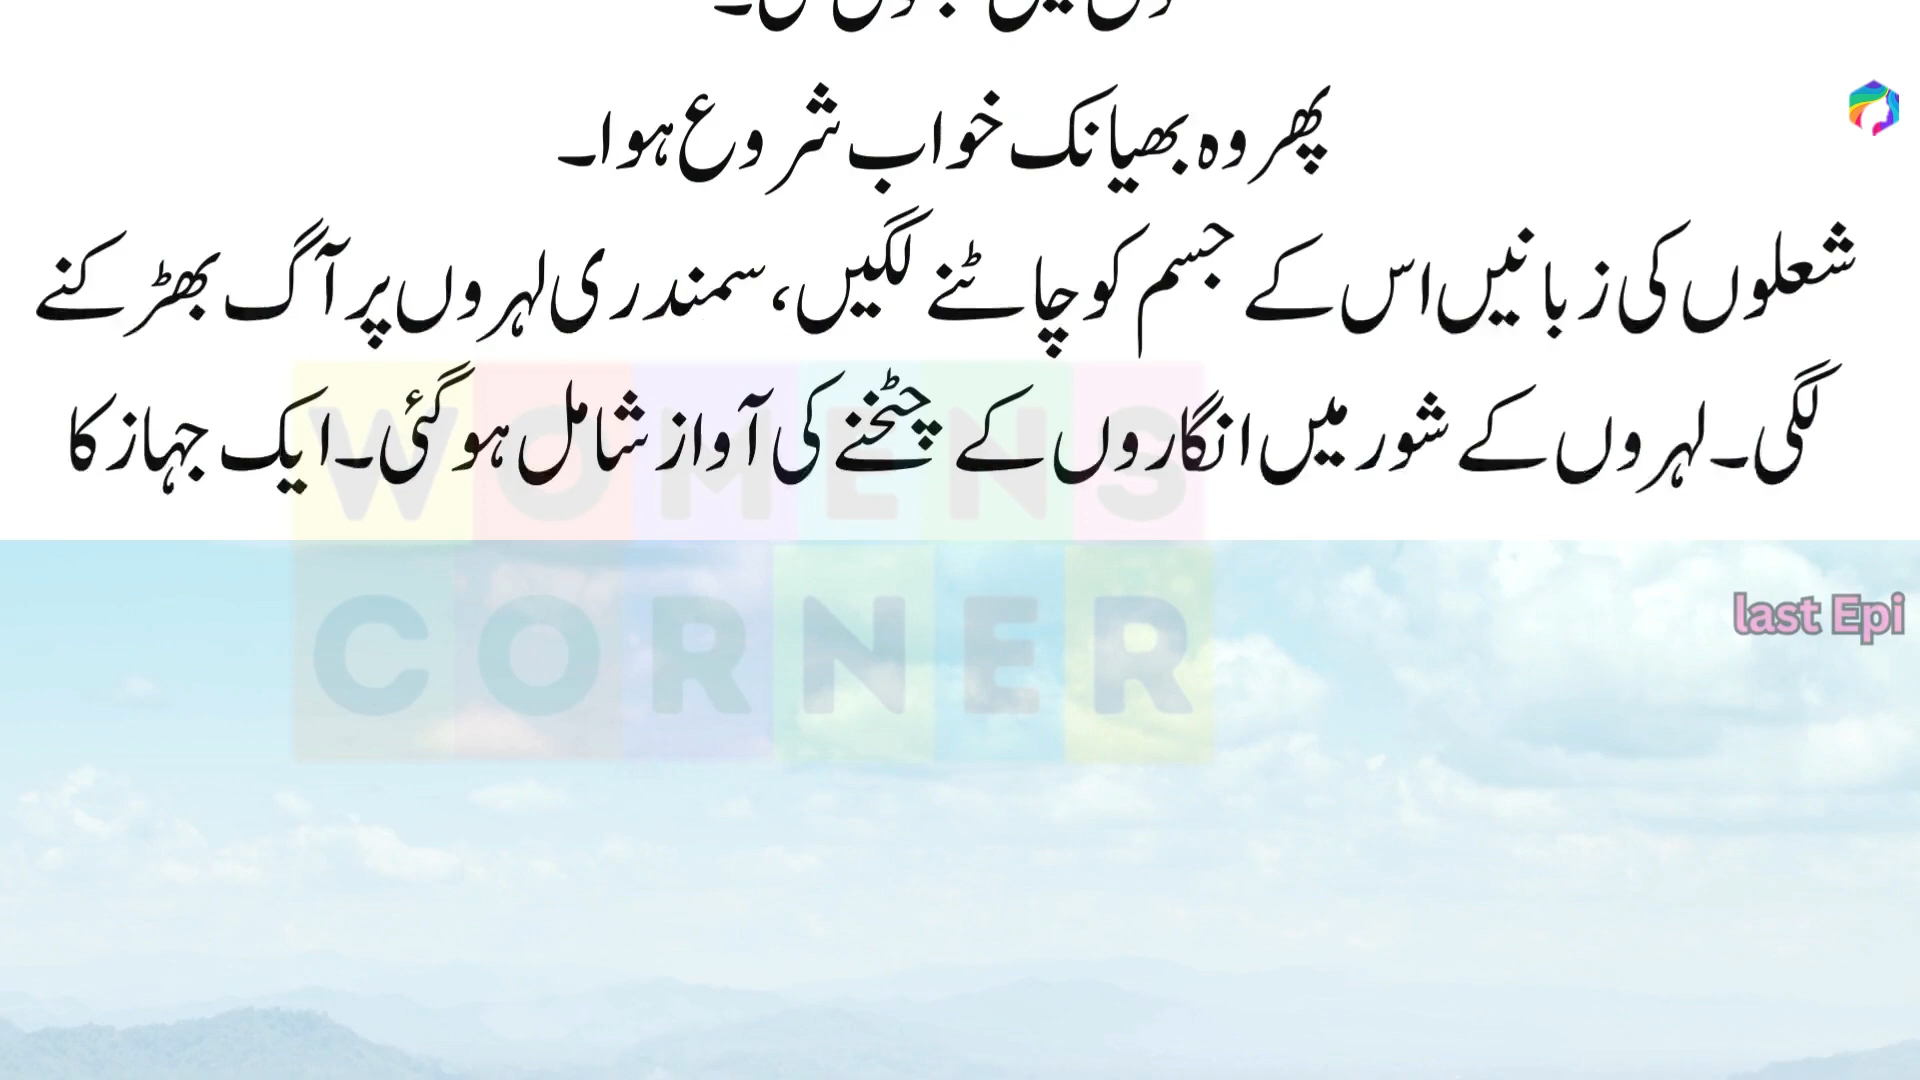 پھر وہ بھیانک خواب شروع ہوا۔
شعلوں کی زبانیں اس کے جسم کو چاٹنے لگیں، سمندری لہروں پر آگ بھڑکنے
لگی۔ لہروں کے شور میں انگاروں کے چٹخنے کی آواز شامل ہو گئی۔ ایک جہاز کا
WOMENS
CORNER
last Epi